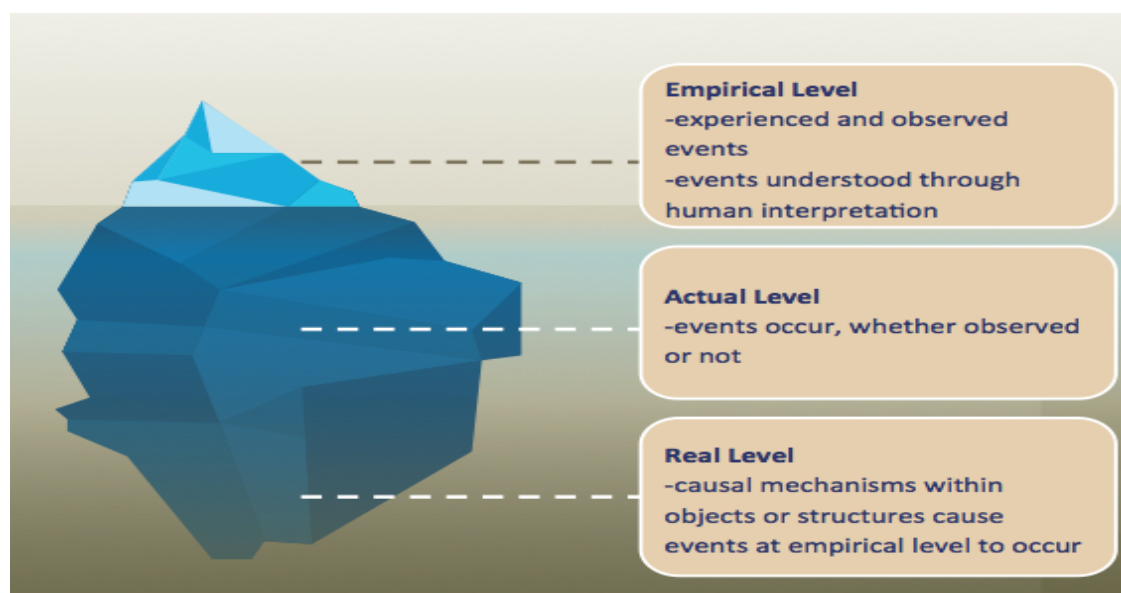 Empirical Level
-experienced and observed
events
-events understood through
human interpretation
Actual Level
-events occur, whether observed
or not
Real Level
-causal mechanisms within
objects or structures cause
events at empirical level to occur